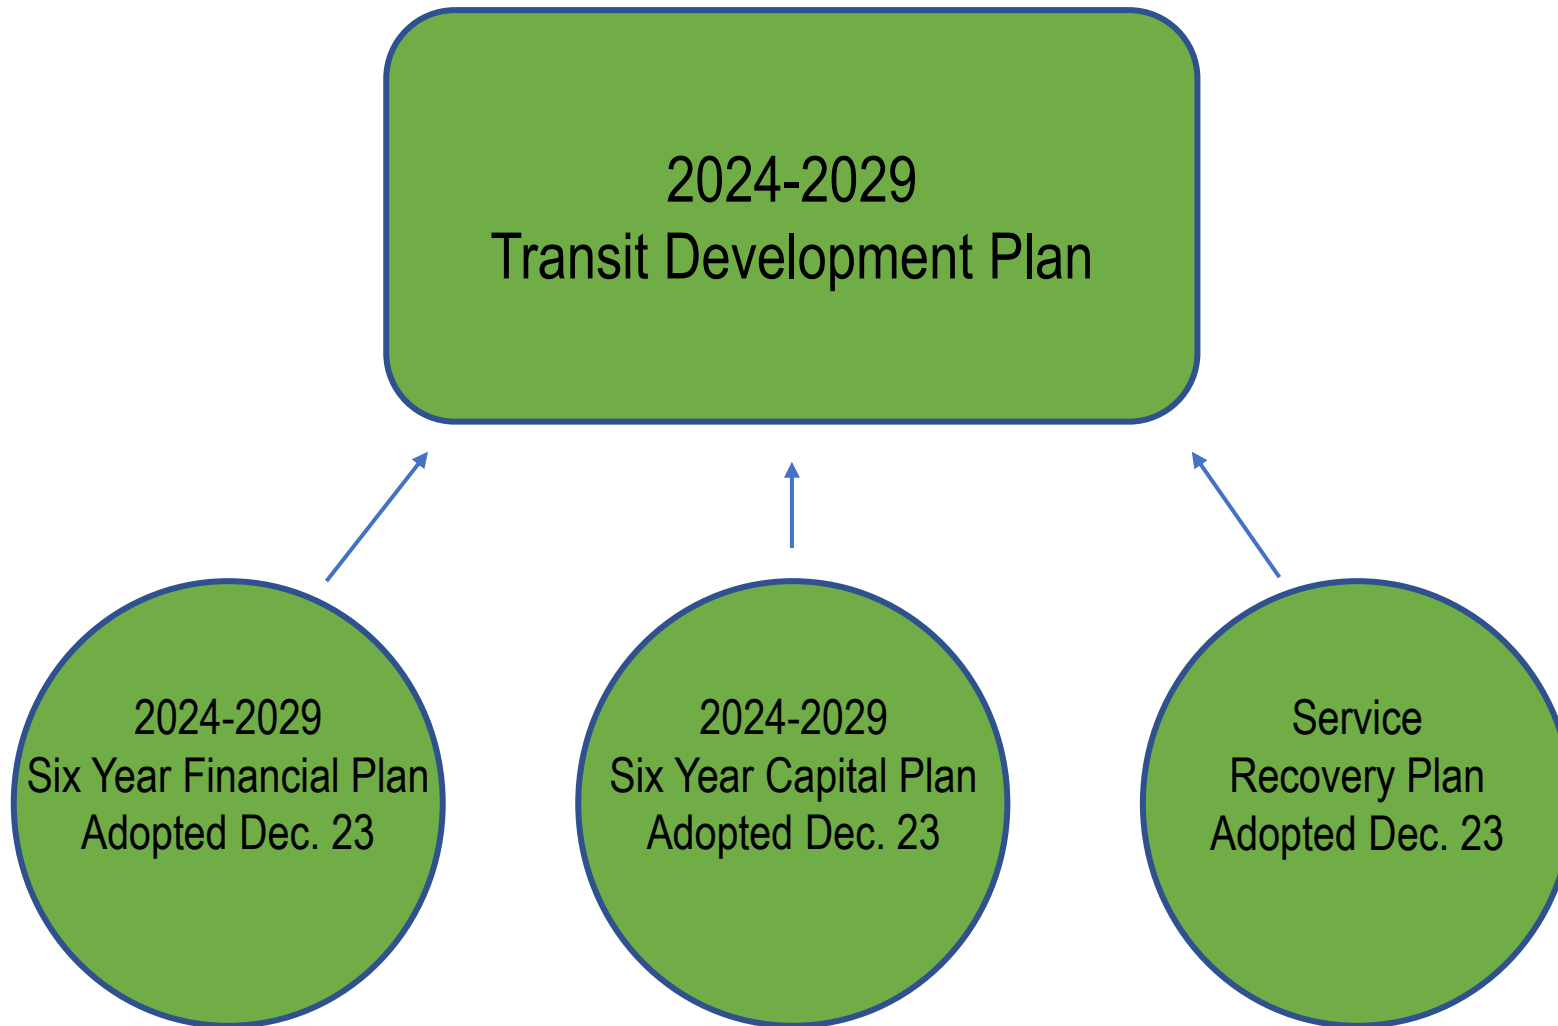 2024-2029
Transit Development Plan
2024-2029
Six Year Financial Plan
Adopted Dec. 23
2024-2029
Six Year Capital Plan
Adopted Dec. 23
Service
Recovery Plan
Adopted Dec. 23